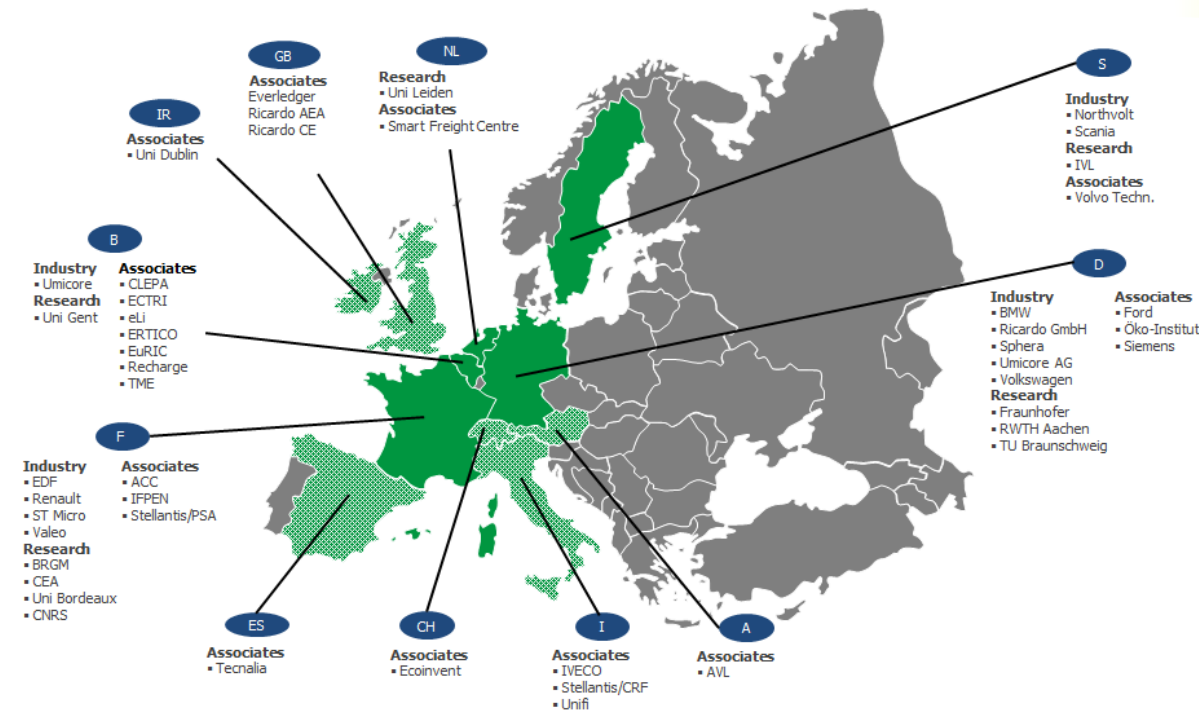 GB
Associates
Everledger
Ricardo AEA
Ricardo CE
NL
Research
▪ Uni Leiden
Associates
▪ Smart Freight Centre
S
Industry
▪ Northvolt
▪ Scania
Research
▪ IVL
Associates
▪ Volvo Techn.
IR
Associates
▪ Uni Dublin
B
Industry
▪ Umicore
Research
▪ Uni Gent
Associates
▪ CLEPA
▪ ECTRI
▪ eLi
▪ ERTICO
▪ EuRIC
▪ Recharge
▪ TME
D
Industry
▪ BMW
▪ Ricardo GmbH
▪ Sphera
▪ Umicore AG
▪ Volkswagen
Research
▪ Fraunhofer
▪ RWTH Aachen
▪ TU Braunschweig
Associates
▪ Ford
▪ Öko-Institut
▪ Siemens
F
Industry
▪ EDF
▪ Renault
▪ ST Micro
▪ Valeo
Research
▪ BRGM
▪ CEA
▪ Uni Bordeaux
▪ CNRS
Associates
▪ ACC
▪ IFPEN
▪ Stellantis/PSA
ES
Associates
▪ Tecnalia
CH
Associates
▪ Ecoinvent
I
Associates
▪ IVECO
▪ Stellantis/CRF
▪ Unifi
A
Associates
▪ AVL